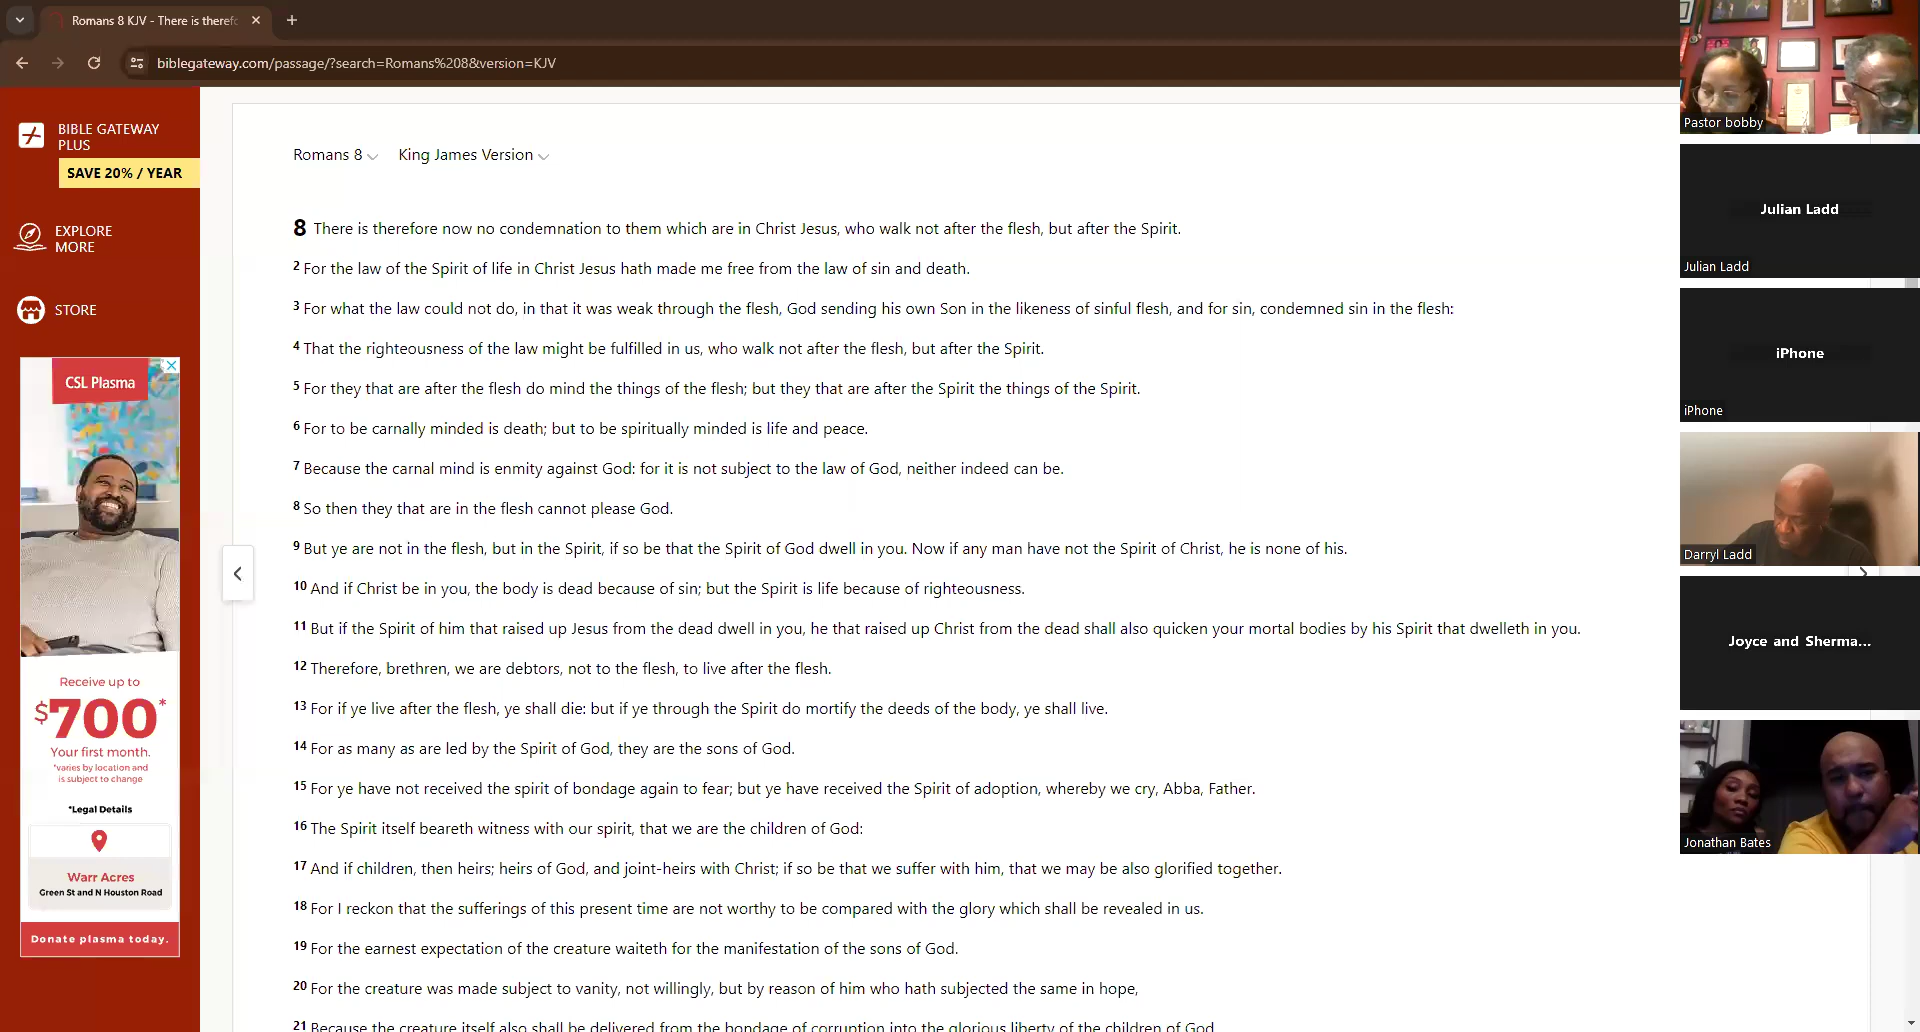 Romans 8 KJV - There is theref
biblegateway.com/passage/?search=Romans%208&version=KJV
BIBLE GATEWAY
PLUS
SAVE 20% / YEAR
EXPLORE
MORE
STORE
CSL Plasma
Receive up to
$700*
Your first month.
*varies by location and
is subject to change
*Legal Details
Warr Acres
Green St and N Houston Road
Donate plasma today.
Romans 8
King James Version
8 There is therefore now no condemnation to them which are in Christ Jesus, who walk not after the flesh, but after the Spirit.
2 For the law of the Spirit of life in Christ Jesus hath made me free from the law of sin and death.
3 For what the law could not do, in that it was weak through the flesh, God sending his own Son in the likeness of sinful flesh, and for sin, condemned sin in the flesh:
4 That the righteousness of the law might be fulfilled in us, who walk not after the flesh, but after the Spirit.
5 For they that are after the flesh do mind the things of the flesh; but they that are after the Spirit the things of the Spirit.
6 For to be carnally minded is death; but to be spiritually minded is life and peace.
7 Because the carnal mind is enmity against God: for it is not subject to the law of God, neither indeed can be.
8 So then they that are in the flesh cannot please God.
9 But ye are not in the flesh, but in the Spirit, if so be that the Spirit of God dwell in you. Now if any man have not the Spirit of Christ, he is none of his.
10 And if Christ be in you, the body is dead because of sin; but the Spirit is life because of righteousness.
11 But if the Spirit of him that raised up Jesus from the dead dwell in you, he that raised up Christ from the dead shall also quicken your mortal bodies by his Spirit that dwelleth in you.
12 Therefore, brethren, we are debtors, not to the flesh, to live after the flesh.
13 For if ye live after the flesh, ye shall die: but if ye through the Spirit do mortify the deeds of the body, ye shall live.
14 For as many as are led by the Spirit of God, they are the sons of God.
15 For ye have not received the spirit of bondage again to fear; but ye have received the Spirit of adoption, whereby we cry, Abba, Father.
16 The Spirit itself beareth witness with our spirit, that we are the children of God:
17 And if children, then heirs; heirs of God, and joint-heirs with Christ; if so be that we suffer with him, that we may be also glorified together.
18 For I reckon that the sufferings of this present time are not worthy to be compared with the glory which shall be revealed in us.
19 For the earnest expectation of the creature waiteth for the manifestation of the sons of God.
20 For the creature was made subject to vanity, not willingly, but by reason of him who hath subjected the same in hope,
21 Because the creature itself also shall be delivered from the bondage of corruption into the glorious liberty of the children of God
Pastor bobby
Julian Ladd
Julian Ladd
iPhone
iPhone
Darryl Ladd
Joyce and Sherma...
Jonathan Bates